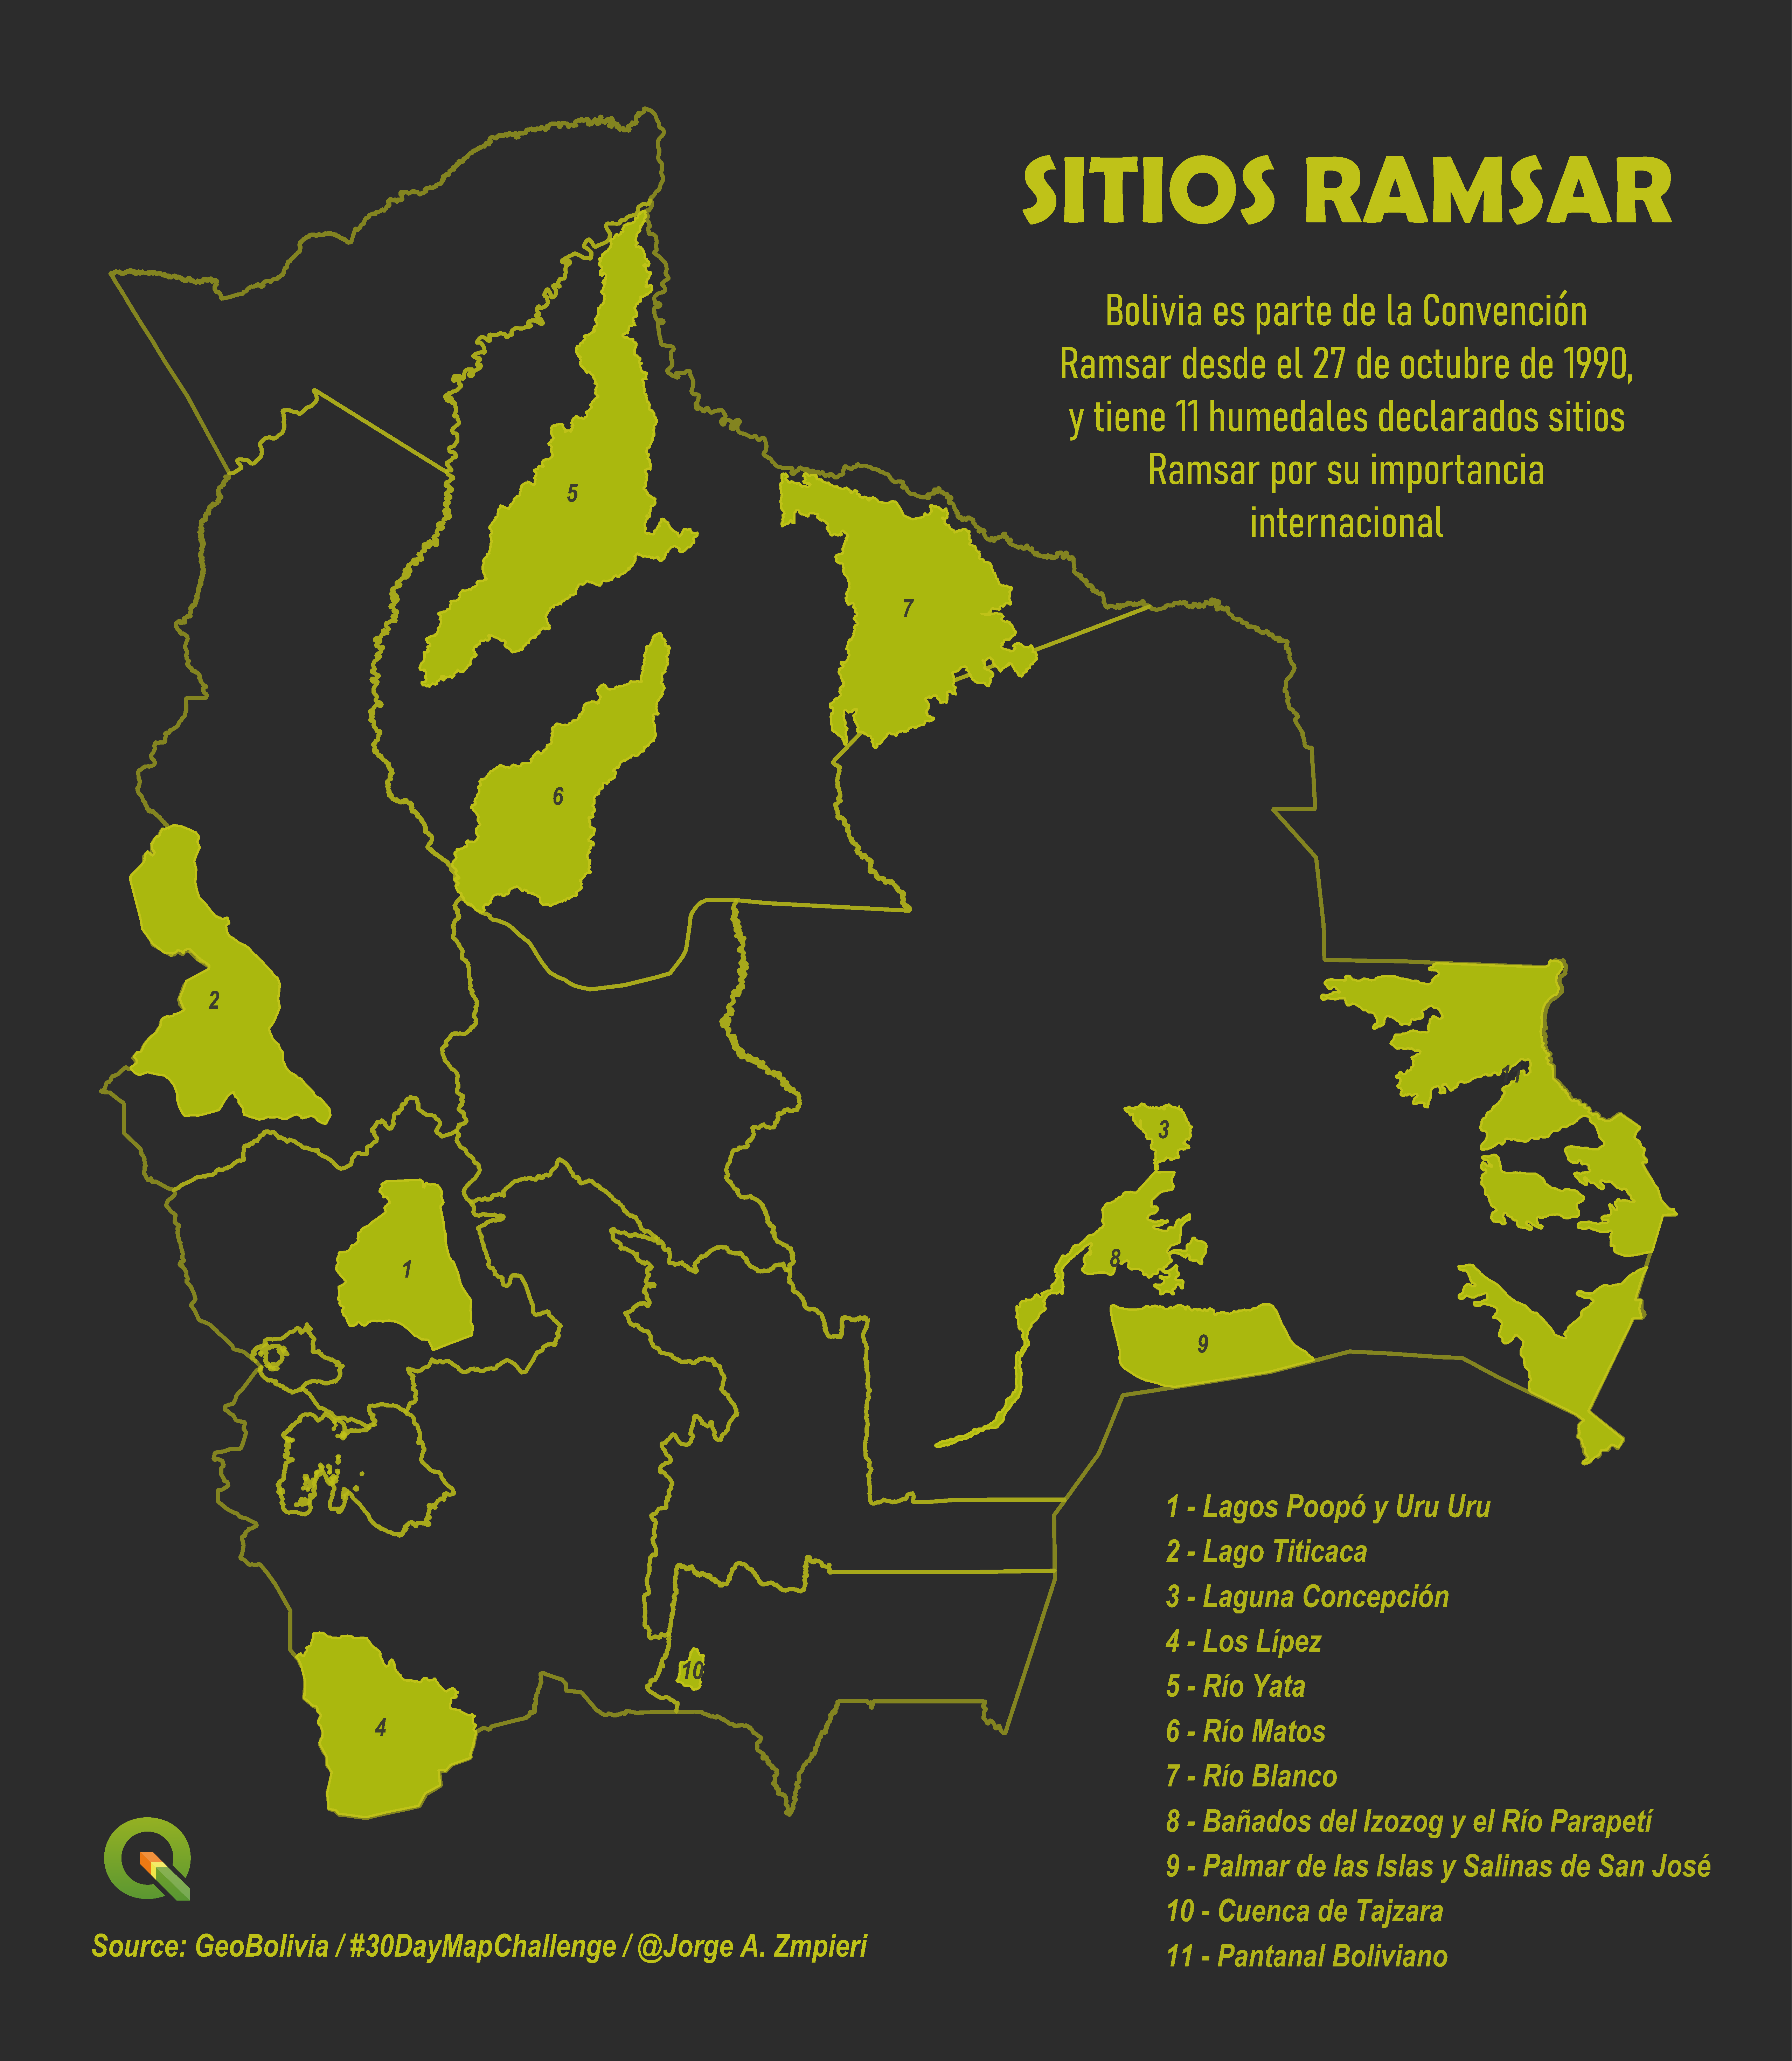 SITIOS RAMSAR
Bolivia es parte de la Convención
Ramsar desde el 27 de octubre de 1990,
y tiene 11 humedales declarados sitios
Ramsar por su importancia
internacional
5
7
6
2
3
1
8
9
10
4
1 - Lagos Poopó y Uru Uru
2 - Lago Titicaca
3 - Laguna Concepción
4 - Los Lípez
5 - Río Yata
6 - Río Matos
7 - Río Blanco
8 - Bañados del Izozog y el Río Parapetí
9 - Palmar de las Islas y Salinas de San José
10 - Cuenca de Tajzara
11 - Pantanal Boliviano
Source: GeoBolivia / #30DayMapChallenge / @Jorge A. Zmpieri